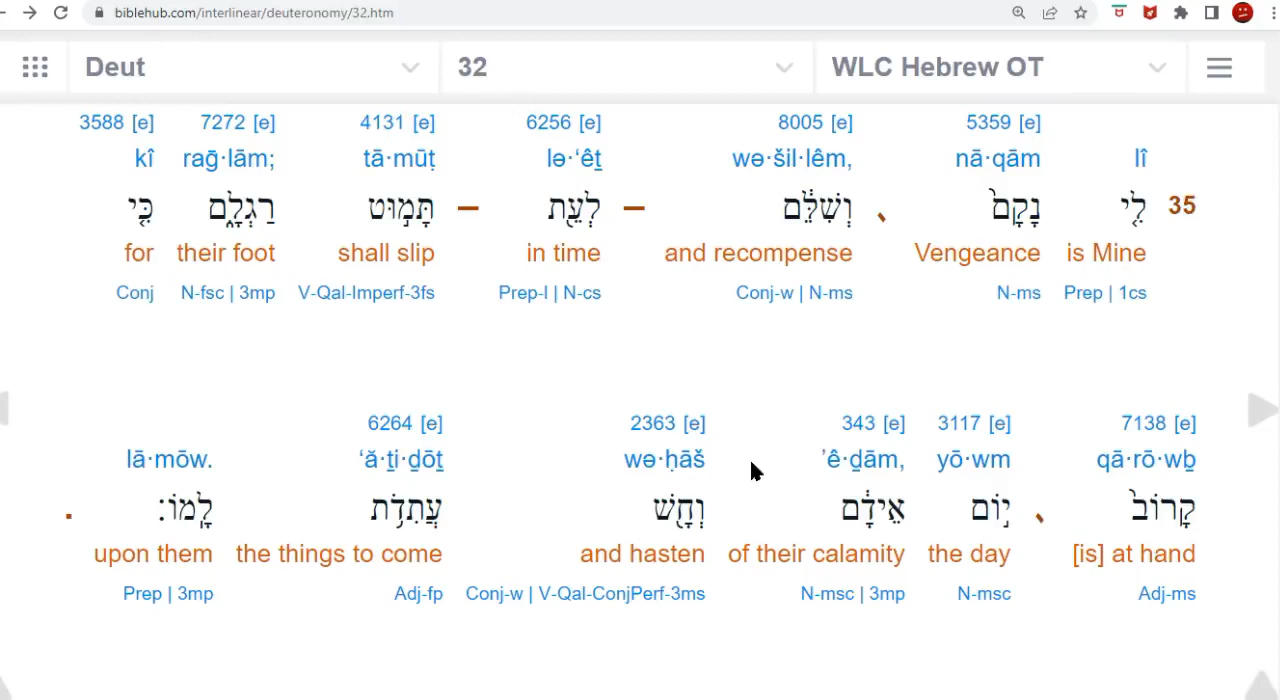 biblehub.com/interlinear/deuteronomy/32.htm
Deut 32 WLC Hebrew OT
3588 [e] 7272 [e] 4131 [e] 6256 [e] 8005 [e] 5359 [e]
kî raḡ·lām; tā·mūṭ lə·‘êṯ wə·šil·lêm, nā·qām lî
35 לִ֤י נָקָם֙ ، וְשִׁלֵּ֔ם – לְעֵ֖ת – תָּמ֣וּט רַגְלָ֑ם כִּ֤י
for their foot shall slip in time and recompense Vengeance is Mine
Conj N-fsc | 3mp V-Qal-Imperf-3fs Prep-l | N-cs Conj-w | N-ms N-ms Prep | 1cs
6264 [e] 2363 [e] 343 [e] 3117 [e] 7138 [e]
lā·mōw. ‘ă·ṯi·ḏōṯ wə·ḥāš ’ê·ḏām, yō·wm qā·rō·wḇ
קָרוֹב֙ ، י֣וֹם אֵידָ֔ם וְחָ֖שׁ עֲתִדֹ֥ת לָֽמוֹ׃ .
upon them the things to come and hasten of their calamity the day [is] at hand
Prep | 3mp Adj-fp Conj-w | V-Qal-ConjPerf-3ms N-msc | 3mp N-msc Adj-ms